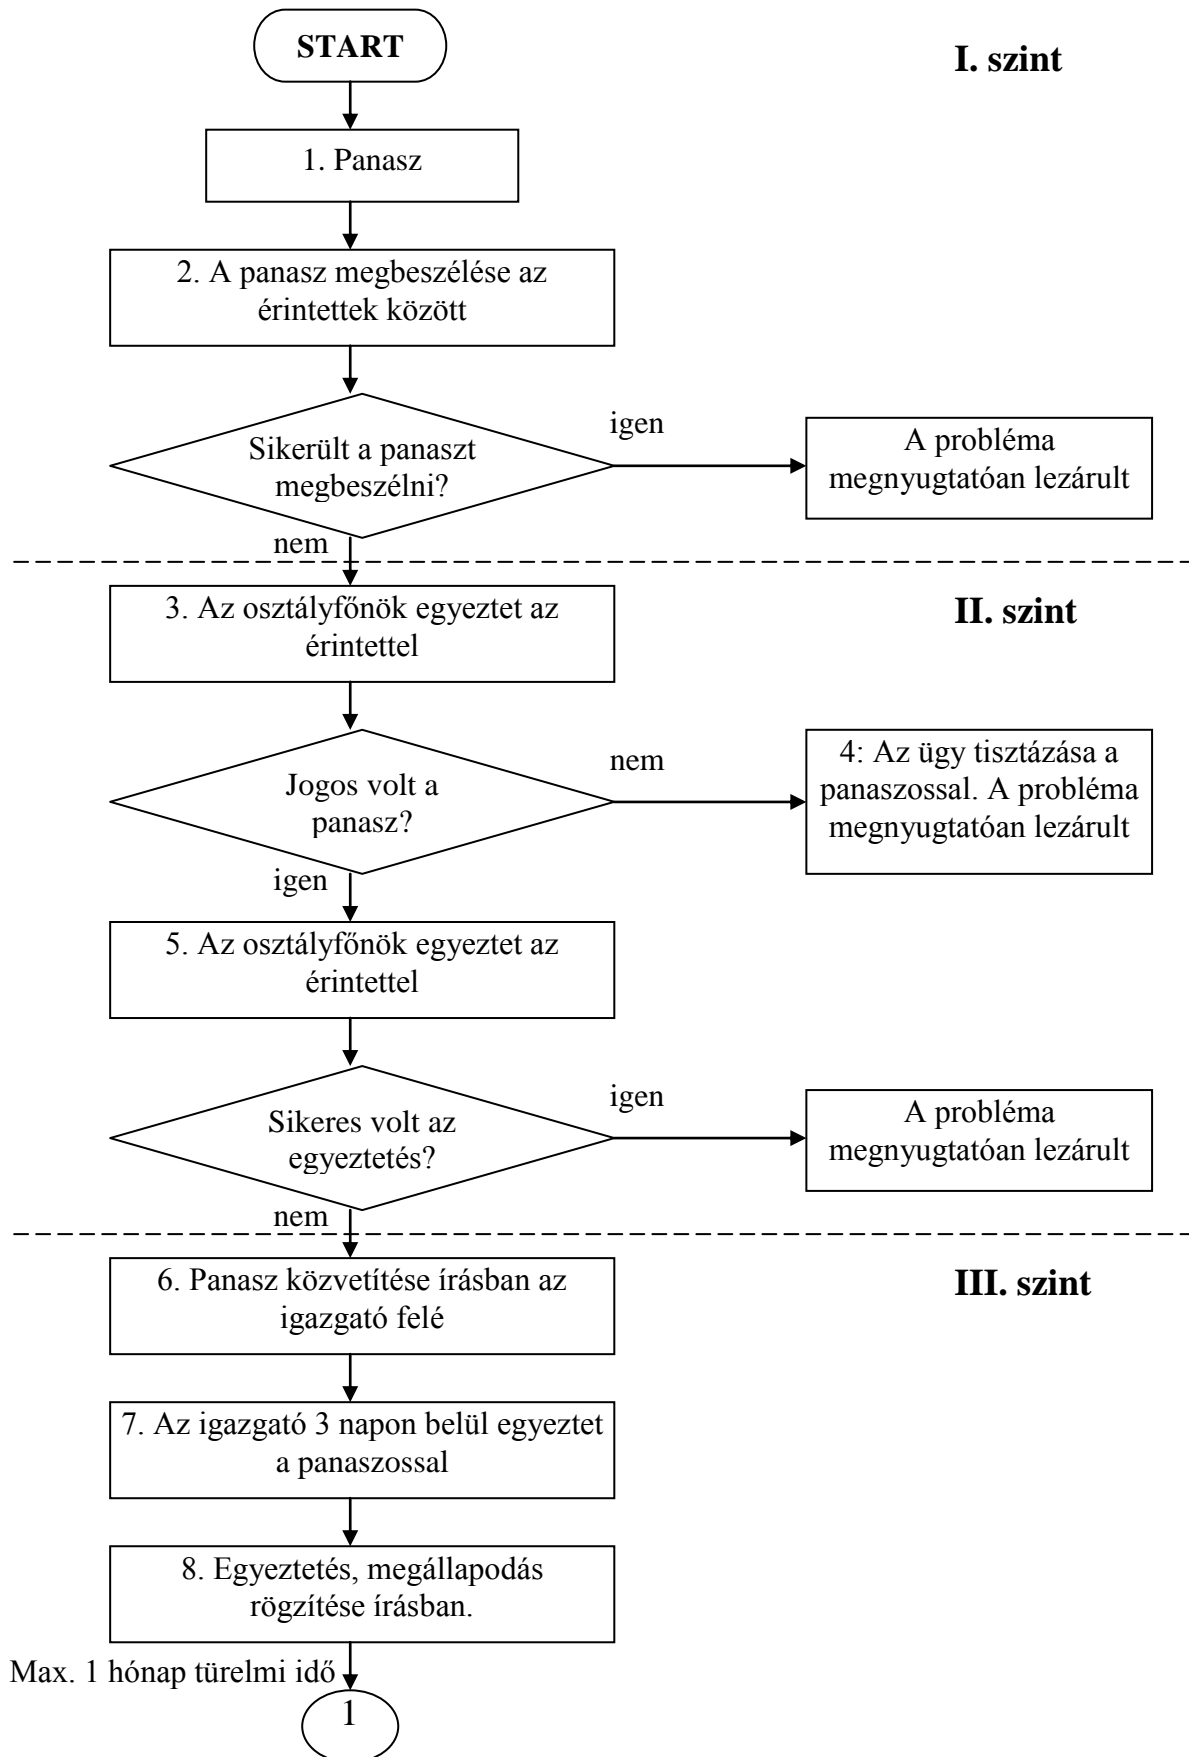 START
I. szint
1. Panasz
2. A panasz megbeszélése az
érintettek között
Sikerült a panaszt
megbeszélni?
igen
A probléma
megnyugtatóan lezárult
nem
3. Az osztályfőnök egyeztet az
érintettel
II. szint
Jogos volt a
panasz?
nem
4: Az ügy tisztázása a
panaszossal. A probléma
megnyugtatóan lezárult
igen
5. Az osztályfőnök egyeztet az
érintettel
Sikeres volt az
egyeztetés?
igen
A probléma
megnyugtatóan lezárult
nem
6. Panasz közvetítése írásban az
igazgató felé
III. szint
7. Az igazgató 3 napon belül egyeztet
a panaszossal
8. Egyeztetés, megállapodás
rögzítése írásban.
Max. 1 hónap türelmi idő
1